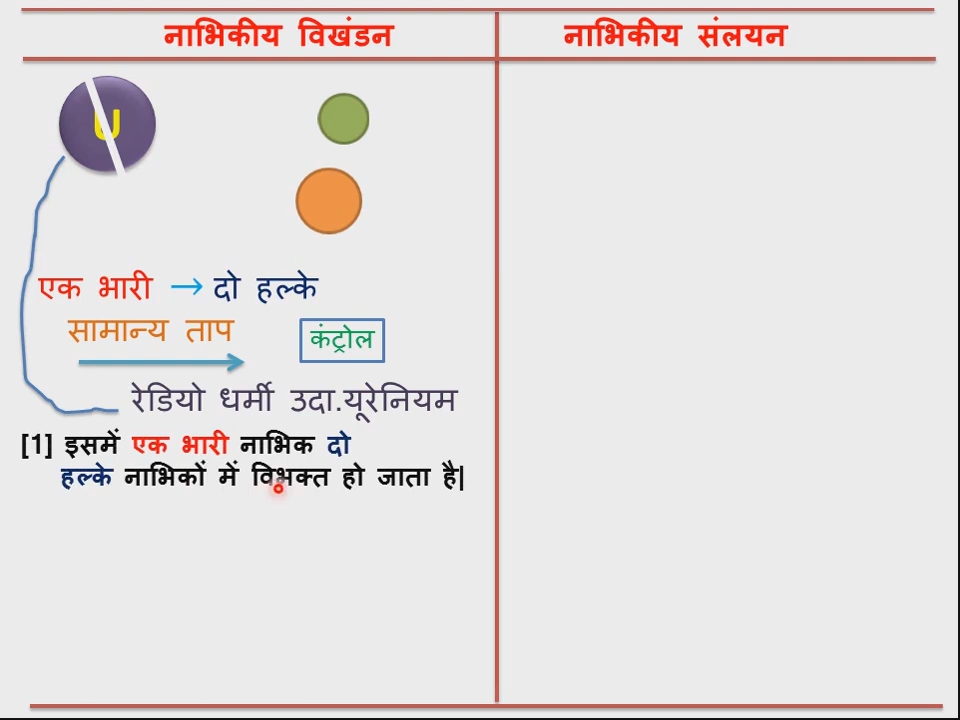 नाभिकीय विखंडन
नाभिकीय संलयन
U
एक भारी → दो हल्के
सामान्य ताप
कंट्रोल
रेडियो धर्मी उदा.यूरेनियम
[1] इसमें एक भारी नाभिक दो
हल्के नाभिकों में विभक्त हो जाता है|